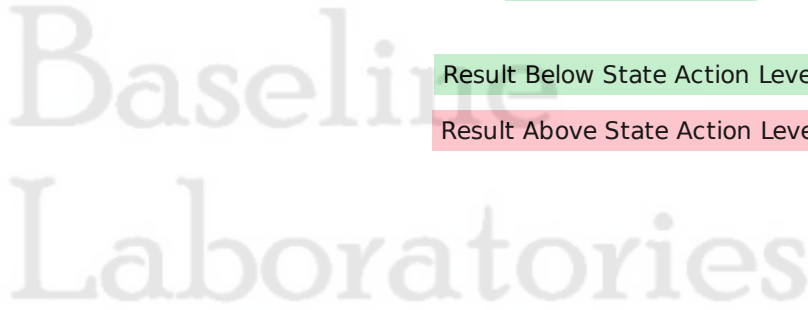 Baseline
Result Below State Action Leve
Result Above State Action Leve
Laboratories